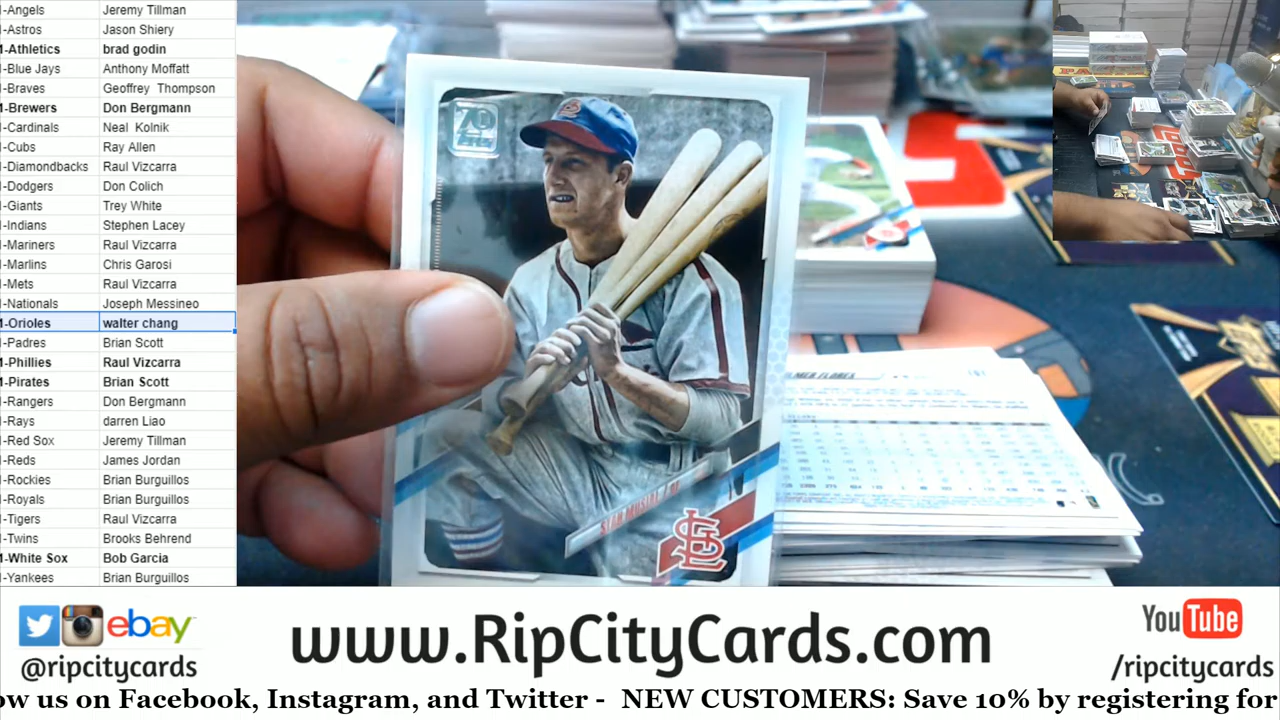 -Angels Jeremy Tillman
-Astros Jason Shiery
-Athletics brad godin
-Blue Jays Anthony Moffatt
-Braves Geoffrey Thompson
-Brewers Don Bergmann
-Cardinals Neal Kolnik
-Cubs Ray Allen
-Diamondbacks Raul Vizcarra
-Dodgers Don Colich
-Giants Trey White
-Indians Stephen Lacey
-Mariners Raul Vizcarra
-Marlins Chris Garosi
-Mets Raul Vizcarra
-Nationals Joseph Messineo
-Orioles walter chang
-Padres Brian Scott
-Phillies Raul Vizcarra
-Pirates Brian Scott
-Rangers Don Bergmann
-Rays darren Liao
-Red Sox Jeremy Tillman
-Reds James Jordan
-Rockies Brian Burguillos
-Royals Brian Burguillos
-Tigers Raul Vizcarra
-Twins Brooks Behrend
-White Sox Bob Garcia
-Yankees Brian Burguillos
70
STAN MUSIAL
STL
FLORES
ebay
@ripcitycards
www.RipCityCards.com
YouTube
/ripcitycards
ow us on Facebook, Instagram, and Twitter - NEW CUSTOMERS: Save 10% by registering for